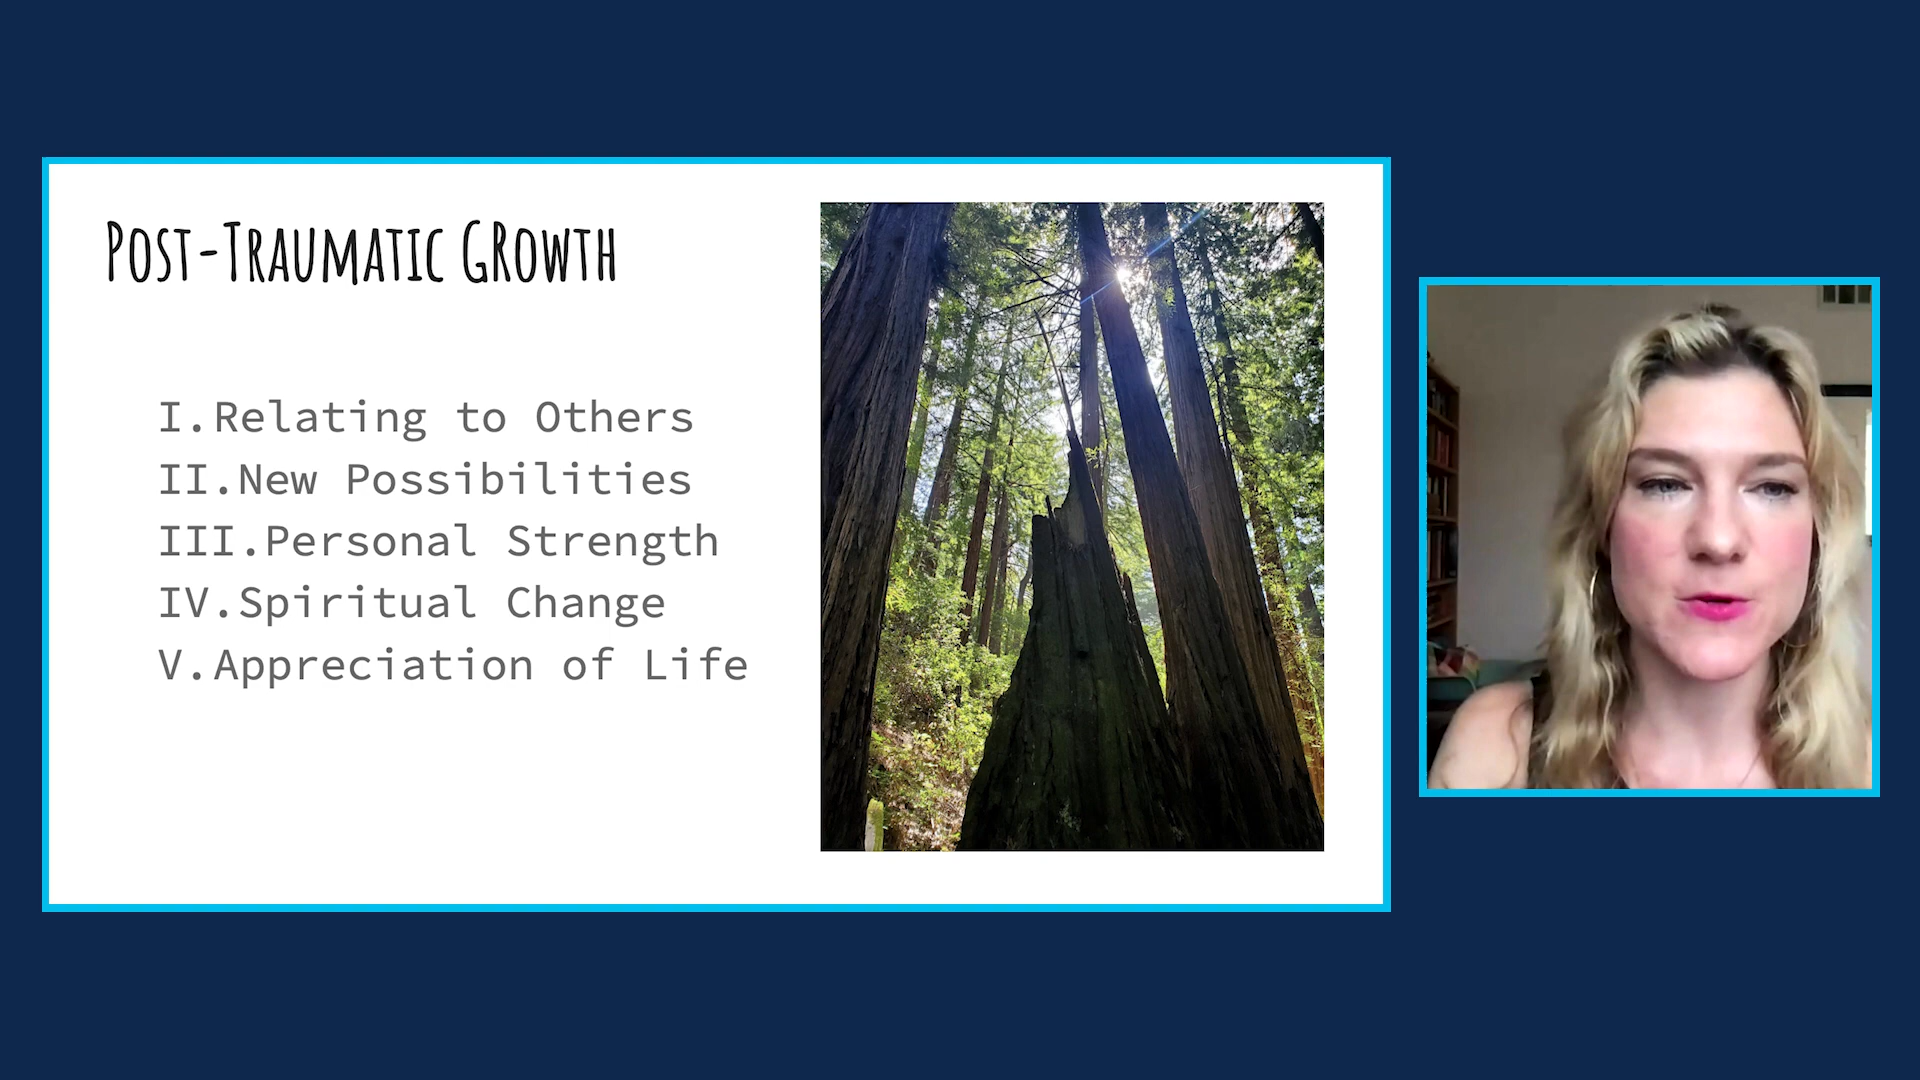 Post-Traumatic GRowth
I.Relating to Others
II.New Possibilities
III.Personal Strength
IV.Spiritual Change
V.Appreciation of Life